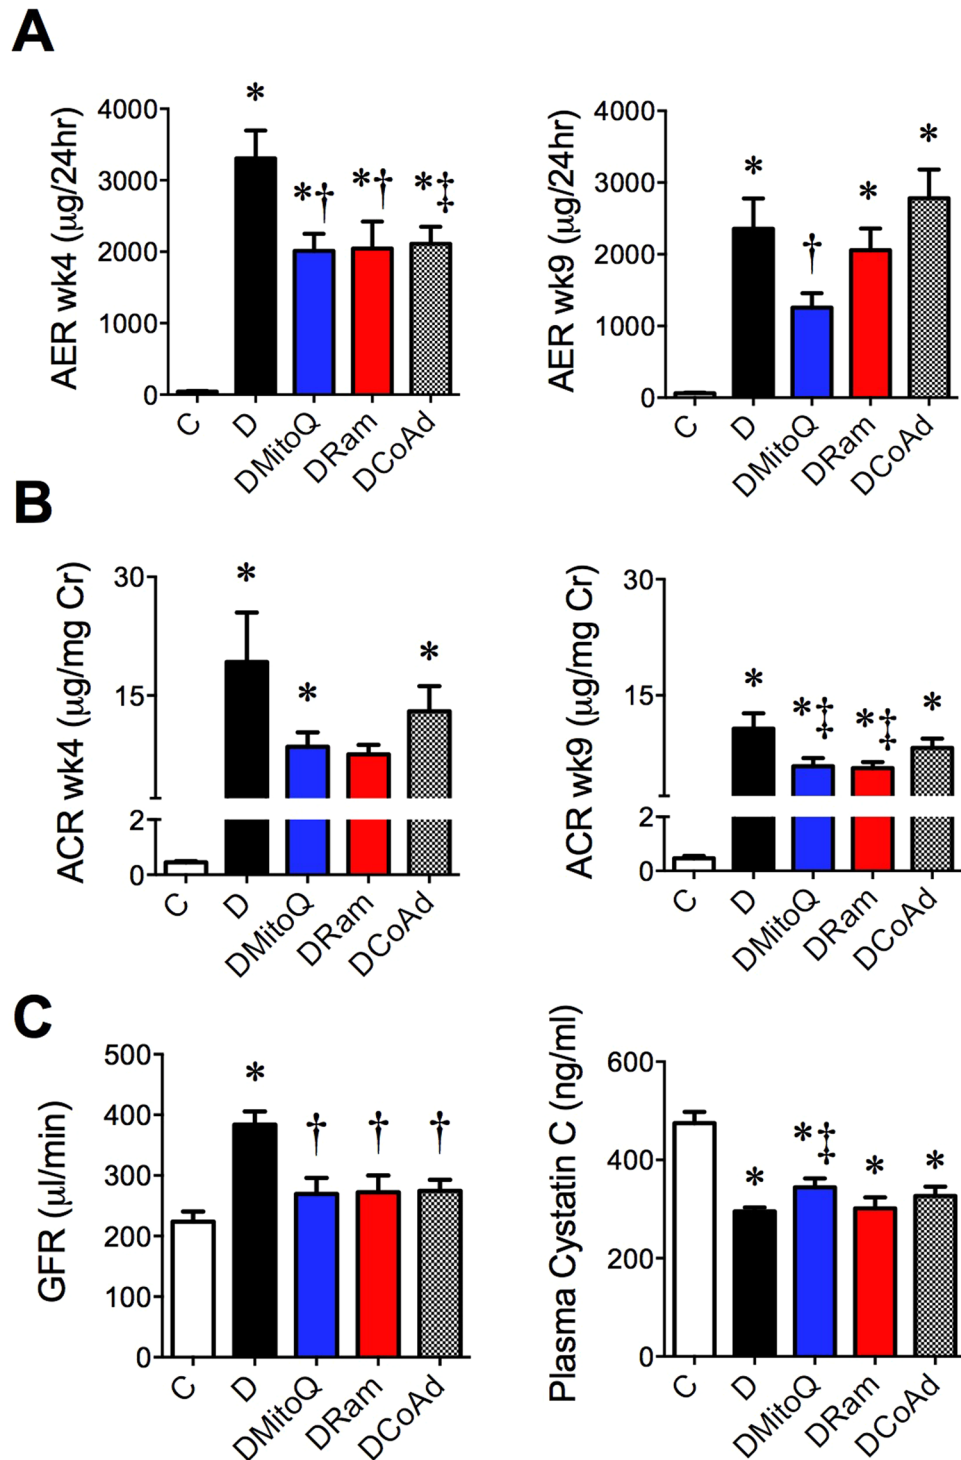 A
AER wk4 (μg/24hr)
4000
3000
2000
1000
0
*
*†
*†
*‡
C
D
DMitoQ
DRam
DCoAd
AER wk9 (μg/24hr)
4000
3000
2000
1000
0
*
†
*
*
C
D
DMitoQ
DRam
DCoAd
B
ACR wk4 (μg/mg Cr)
30
15
2
0
*
*
*
C
D
DMitoQ
DRam
DCoAd
ACR wk9 (μg/mg Cr)
30
15
2
0
*
*‡
*‡
*
C
D
DMitoQ
DRam
DCoAd
C
GFR (μl/min)
500
400
300
200
100
0
*
†
†
†
C
D
DMitoQ
DRam
DCoAd
Plasma Cystatin C (ng/ml)
600
400
200
0
*
*‡
*
*
C
D
DMitoQ
DRam
DCoAd